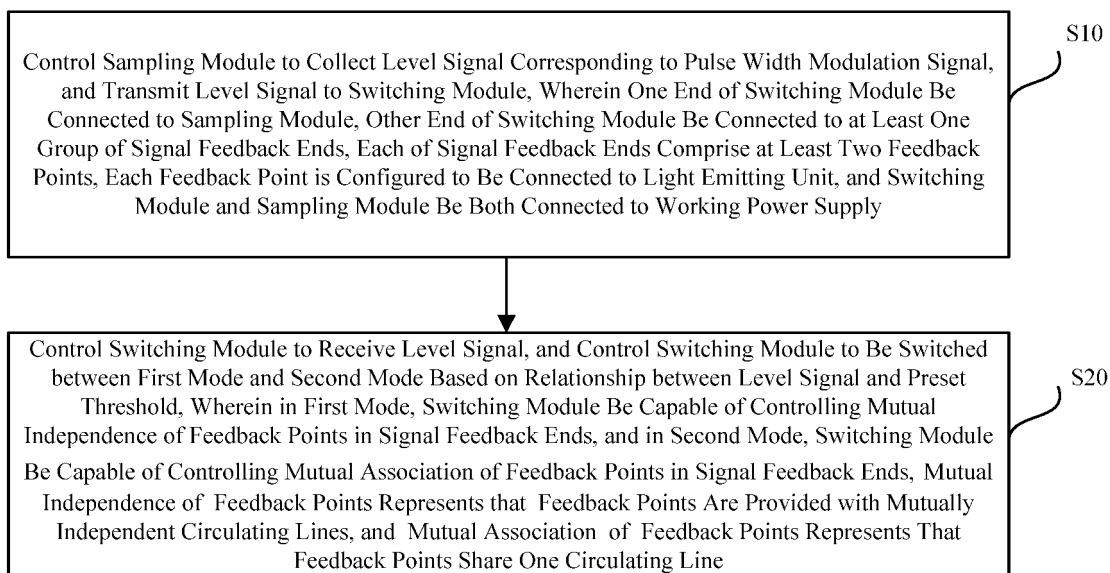 Control Sampling Module to Collect Level Signal Corresponding to Pulse Width Modulation Signal,
and Transmit Level Signal to Switching Module, Wherein One End of Switching Module Be
Connected to Sampling Module, Other End of Switching Module Be Connected to at Least One
Group of Signal Feedback Ends, Each of Signal Feedback Ends Comprise at Least Two Feedback
Points, Each Feedback Point is Configured to Be Connected to Light Emitting Unit, and Switching
Module and Sampling Module Be Both Connected to Working Power Supply
S10
Control Switching Module to Receive Level Signal, and Control Switching Module to Be Switched
between First Mode and Second Mode Based on Relationship between Level Signal and Preset
Threshold, Wherein in First Mode, Switching Module Be Capable of Controlling Mutual
Independence of Feedback Points in Signal Feedback Ends, and in Second Mode, Switching Module
Be Capable of Controlling Mutual Association of Feedback Points in Signal Feedback Ends, Mutual
Independence of Feedback Points Represents that Feedback Points Are Provided with Mutually
Independent Circulating Lines, and Mutual Association of Feedback Points Represents That
Feedback Points Share One Circulating Line
S20